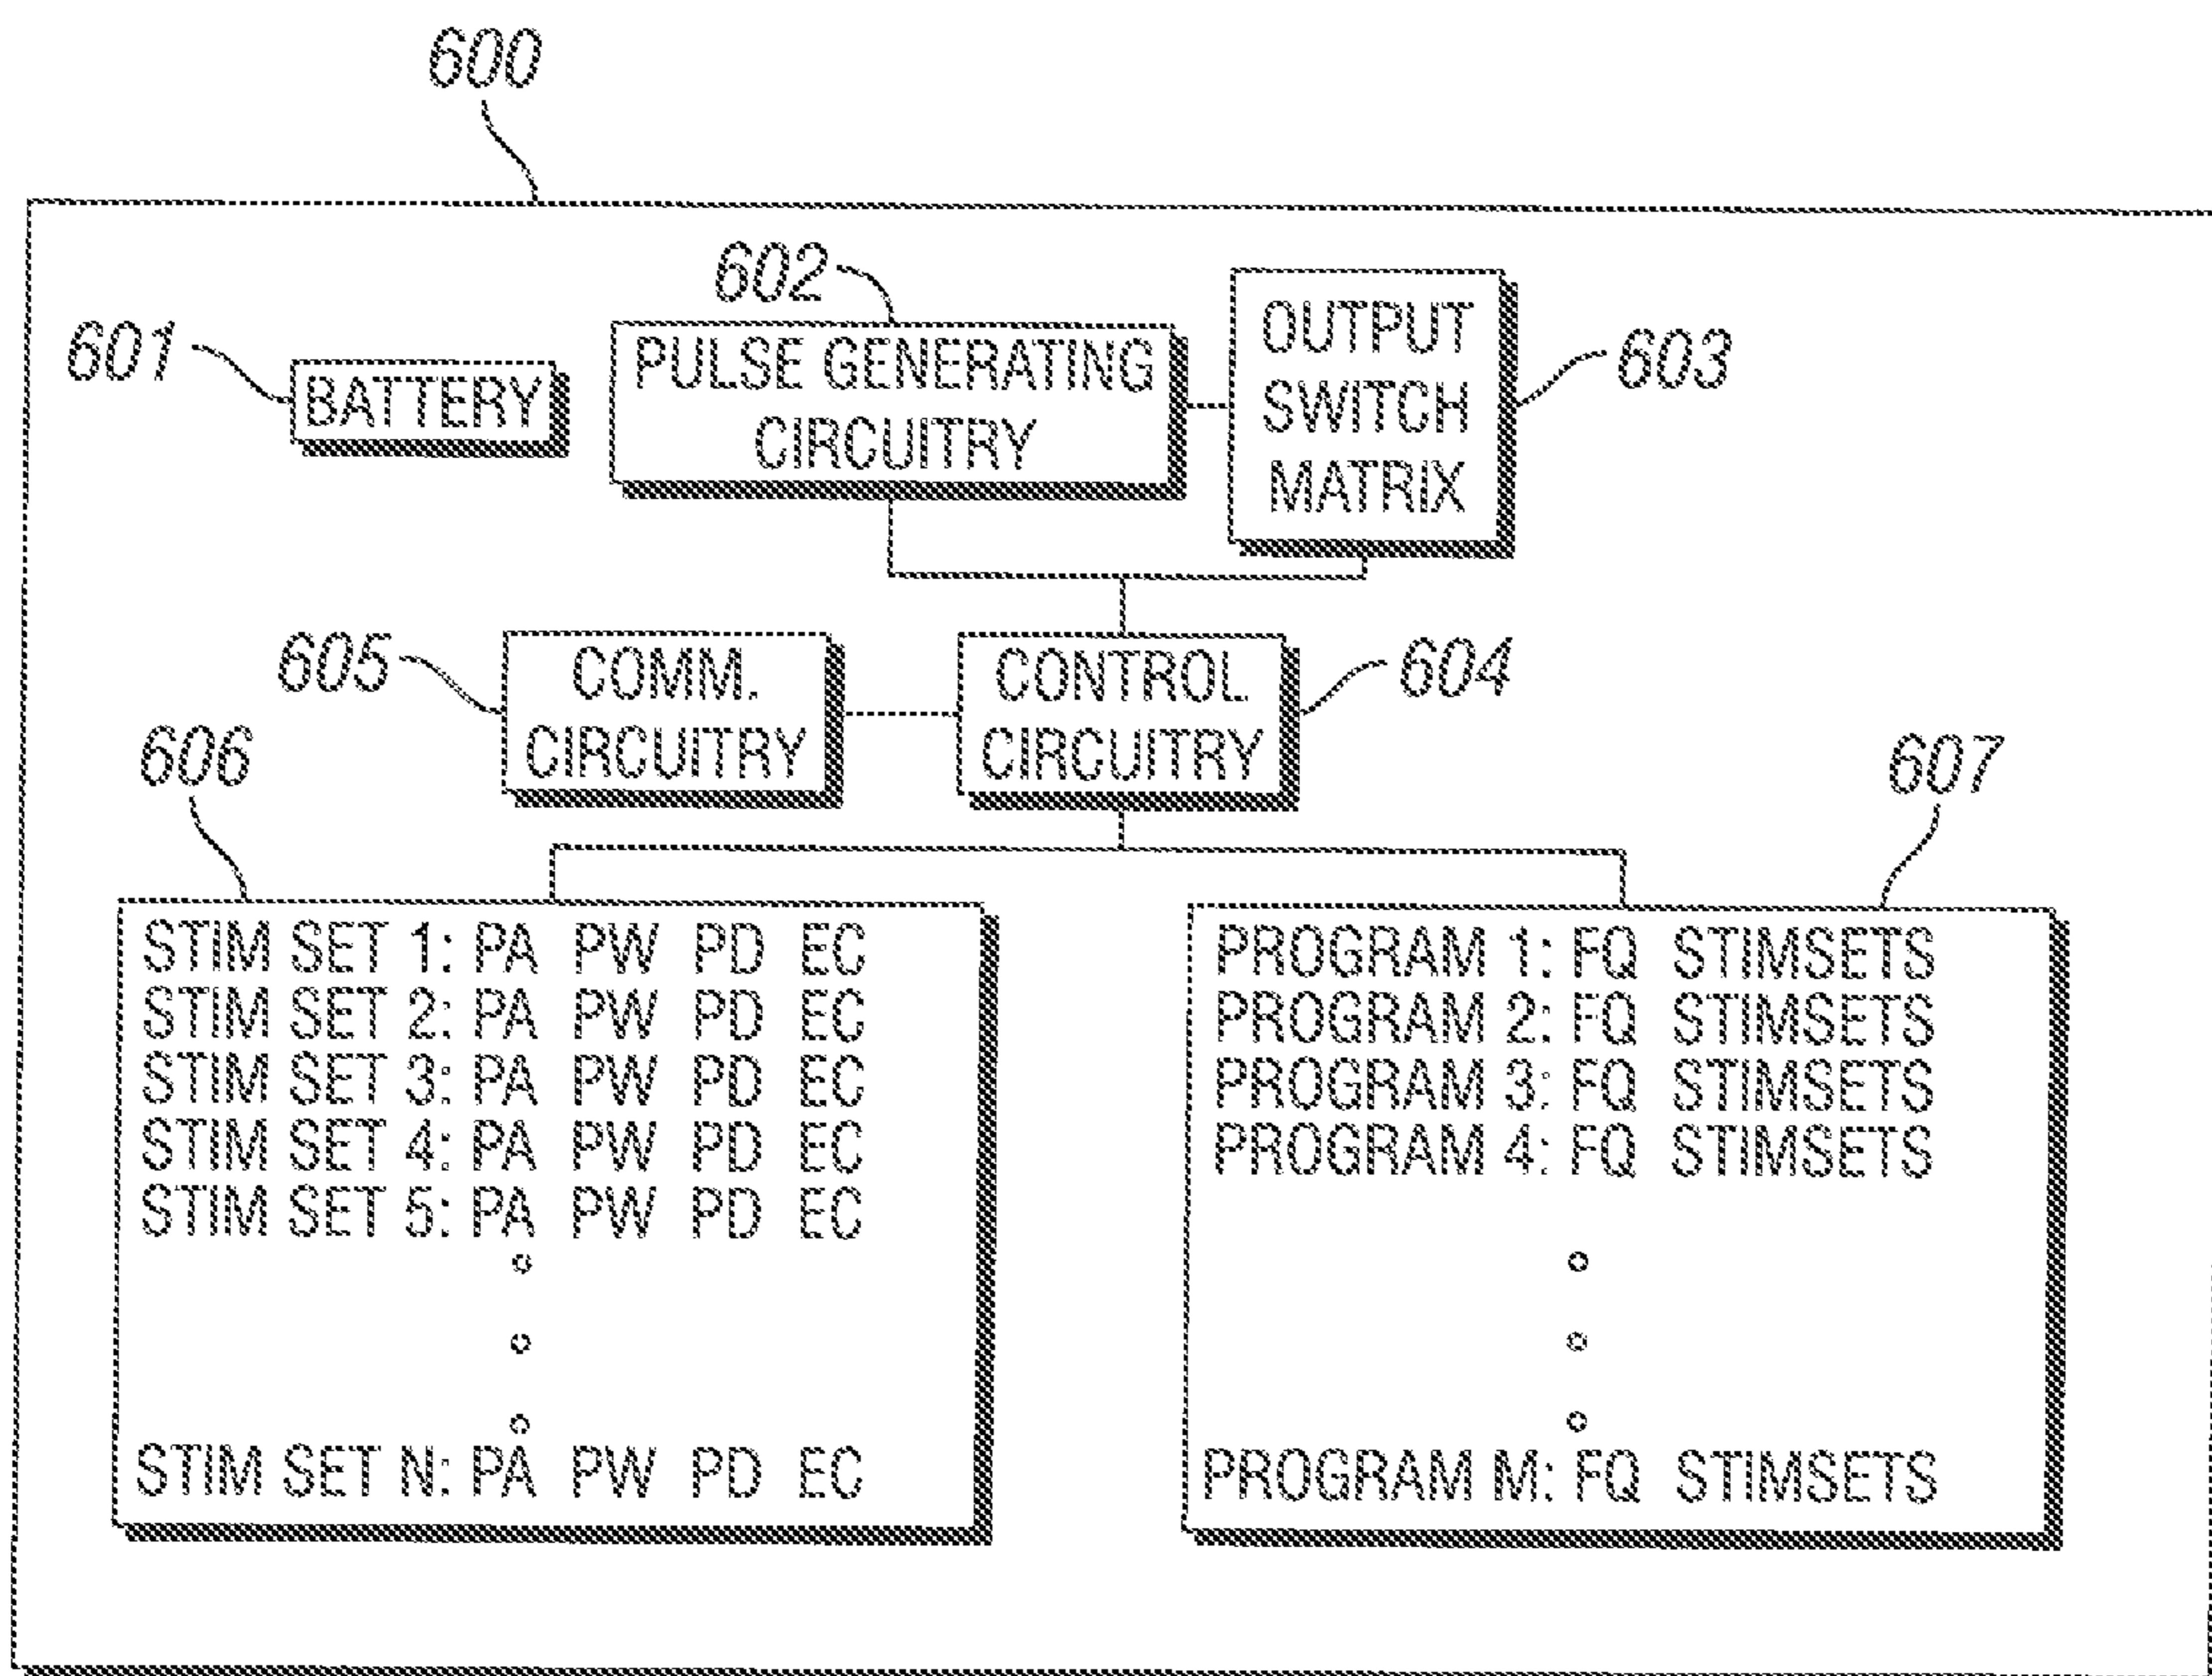 600
602
601
BATTERY
PULSE GENERATING
CIRCUITRY
OUTPUT
SWITCH
MATRIX
603
605
COMM.
CIRCUITRY
CONTROL
CIRCUITRY
604
606
607
STIM SET 1: PA PW PD EC
STIM SET 2: PA PW PD EC
STIM SET 3: PA PW PD EC
STIM SET 4: PA PW PD EC
STIM SET 5: PA PW PD EC
STIM SET N: PA PW PD EC
PROGRAM 1: FQ STIMSETS
PROGRAM 2: FQ STIMSETS
PROGRAM 3: FQ STIMSETS
PROGRAM 4: FQ STIMSETS
PROGRAM M: FQ STIMSETS